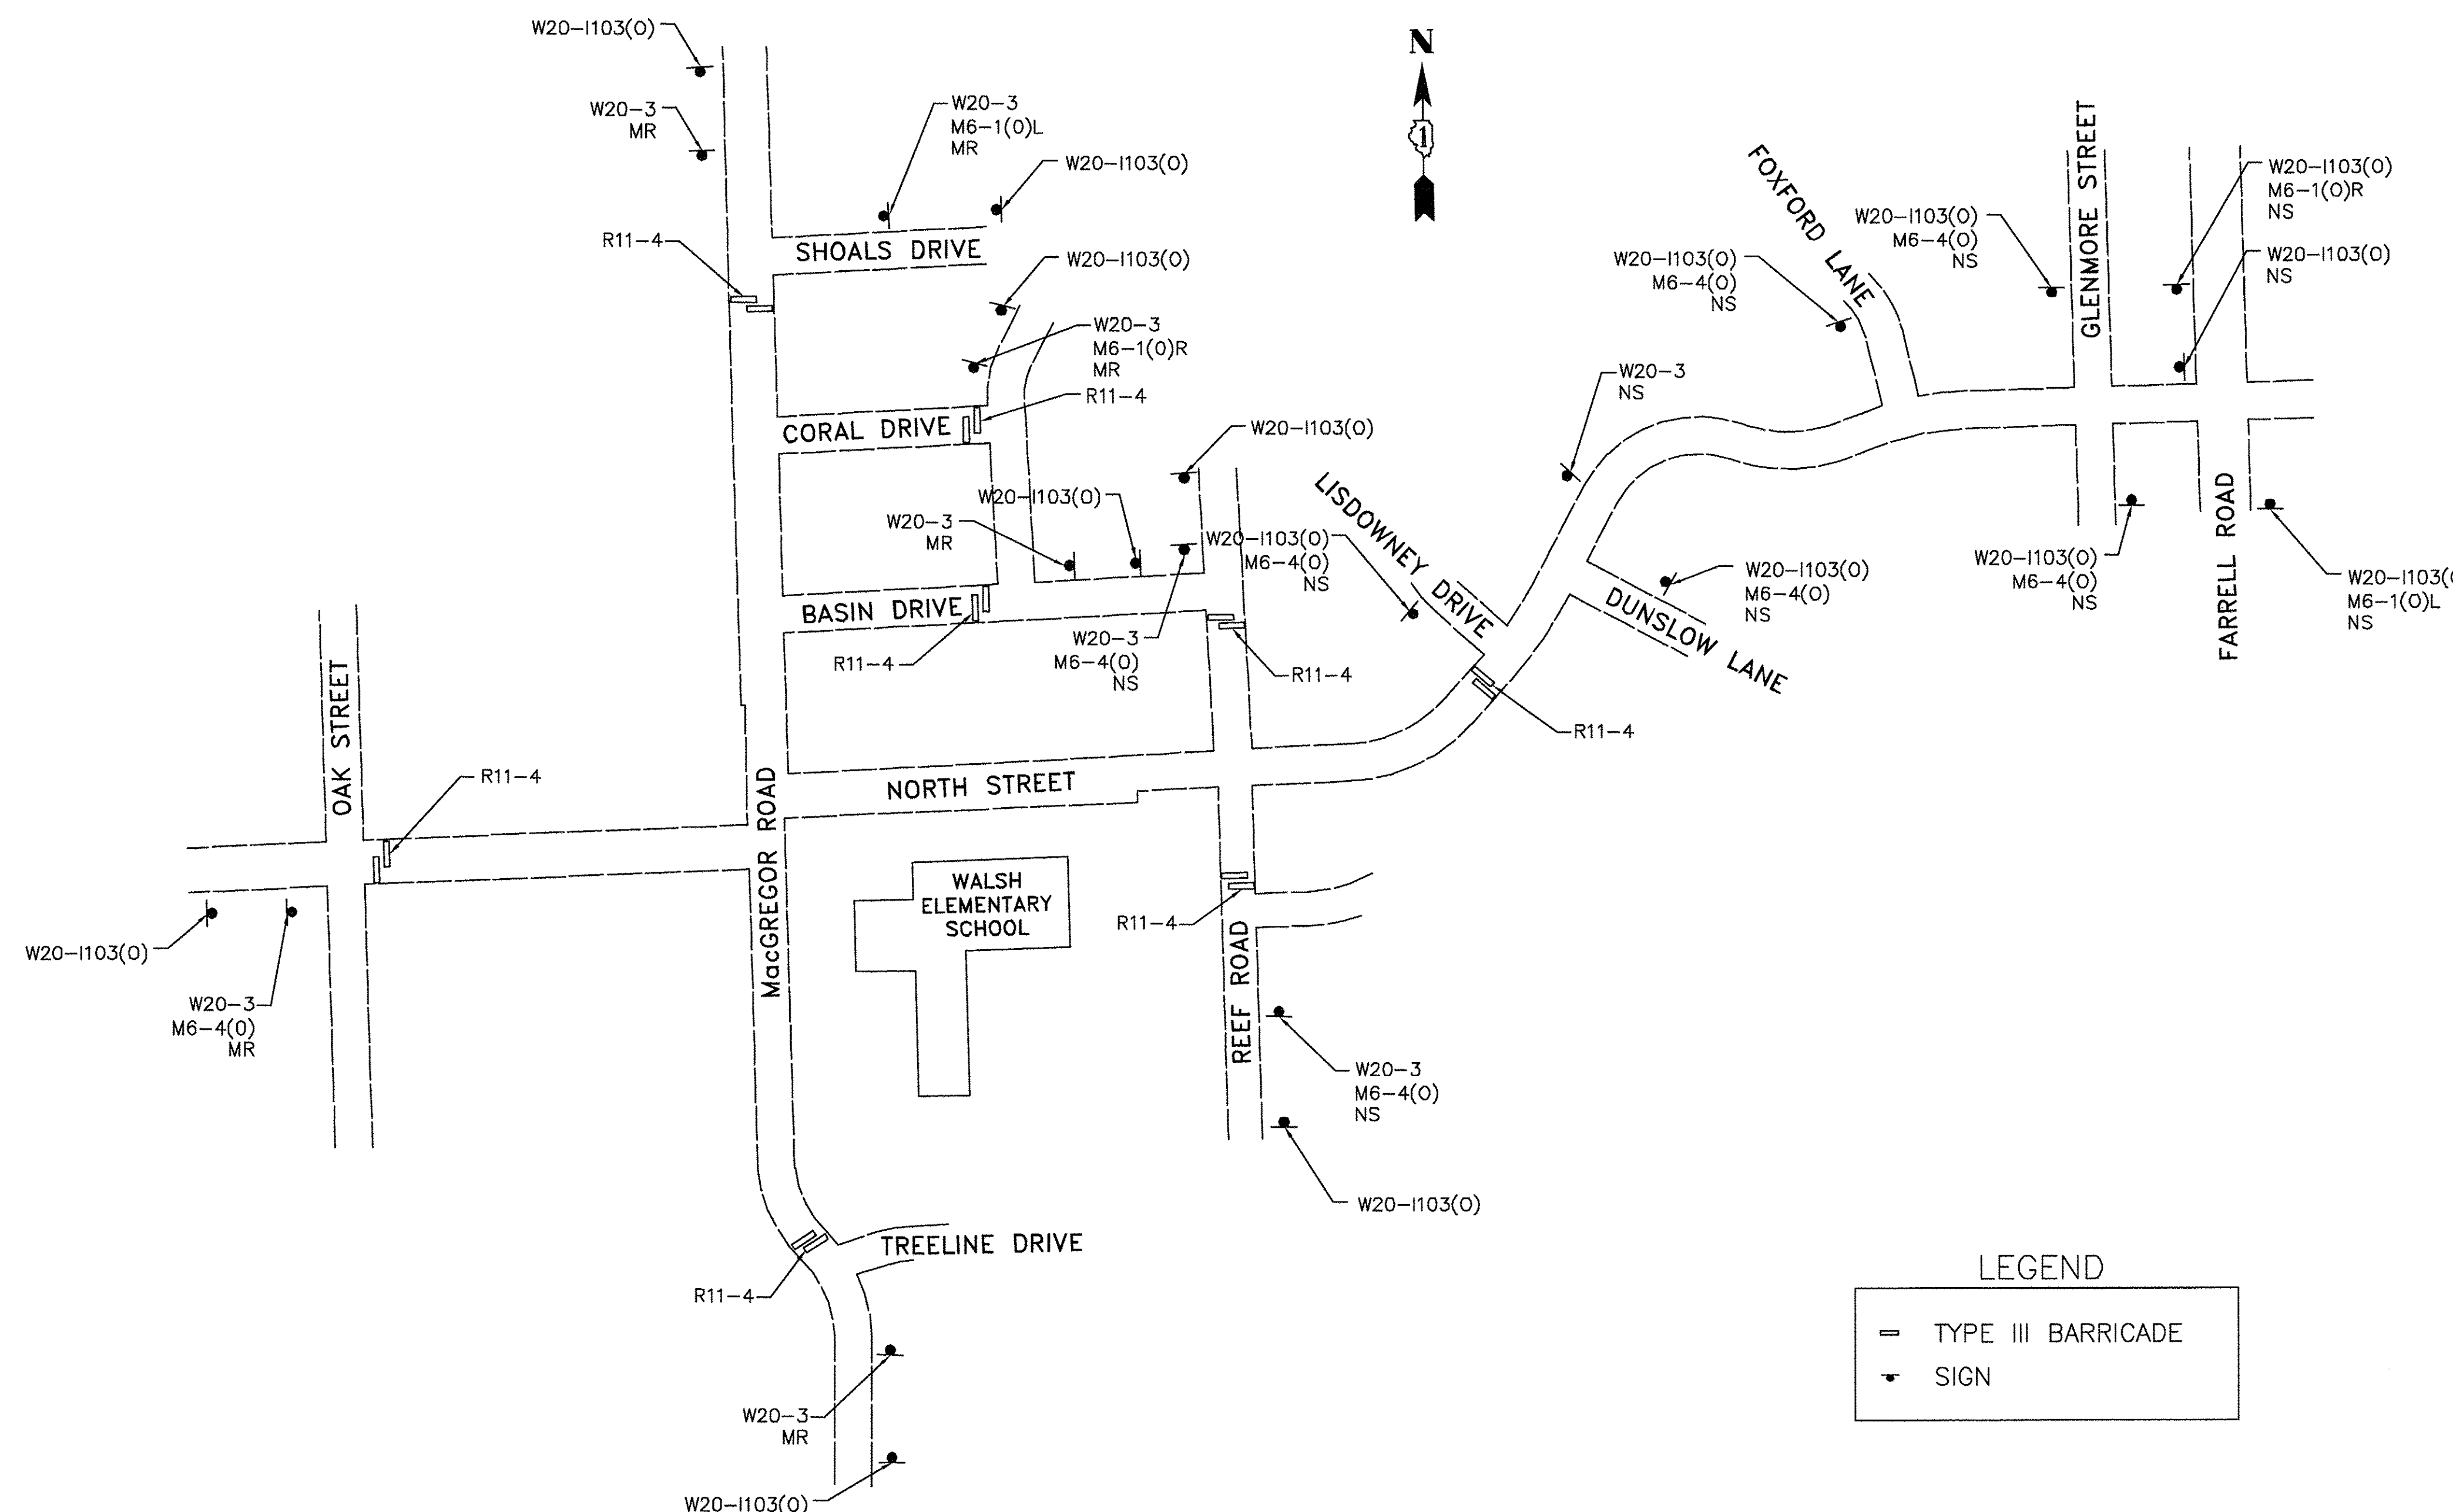 W20-I103(O)
W20-3
MR
W20-3
M6-1(O)L
MR
W20-I103(O)
R11-4
SHOALS DRIVE
W20-I103(O)
W20-3
M6-1(O)R
MR
R11-4
CORAL DRIVE
W20-I103(O)
W20-I103(O)
W20-3
MR
BASIN DRIVE
R11-4
W20-3
M6-4(O)
NS
R11-4
N
1
FOXFORD LANE
GLENMORE STREET
W20-I103(O)
M6-1(O)R
NS
W20-I103(O)
M6-4(O)
NS
W20-I103(O)
NS
W20-I103(O)
M6-4(O)
NS
W20-3
NS
LISDOWNEY DRIVE
W20-I103(O)
M6-4(O)
NS
W20-I103(O)
M6-4(O)
NS
DUNSLOW LANE
W20-I103(O)
M6-4(O)
NS
FARRELL ROAD
W20-I103(
M6-1(O)L
NS
R11-4
OAK STREET
R11-4
MacGREGOR ROAD
NORTH STREET
WALSH
ELEMENTARY
SCHOOL
R11-4
REEF ROAD
W20-I103(O)
W20-3
M6-4(O)
MR
W20-3
M6-4(O)
NS
W20-I103(O)
TREELINE DRIVE
R11-4
W20-3
MR
W20-I103(O)
LEGEND
TYPE III BARRICADE
SIGN